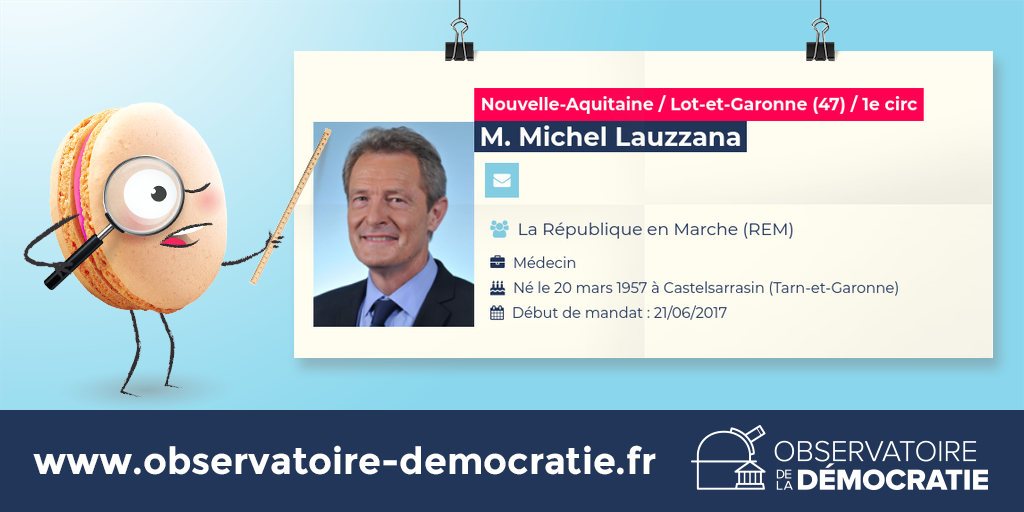 Nouvelle-Aquitaine / Lot-et-Garonne (47) / 1e circ
M. Michel Lauzzana
La République en Marche (REM)
Médecin
Né le 20 mars 1957 à Castelsarrasin (Tarn-et-Garonne)
Début de mandat : 21/06/2017
www.observatoire-democratie.fr
OBSERVATOIRE
DE LA DÉMOCRATIE